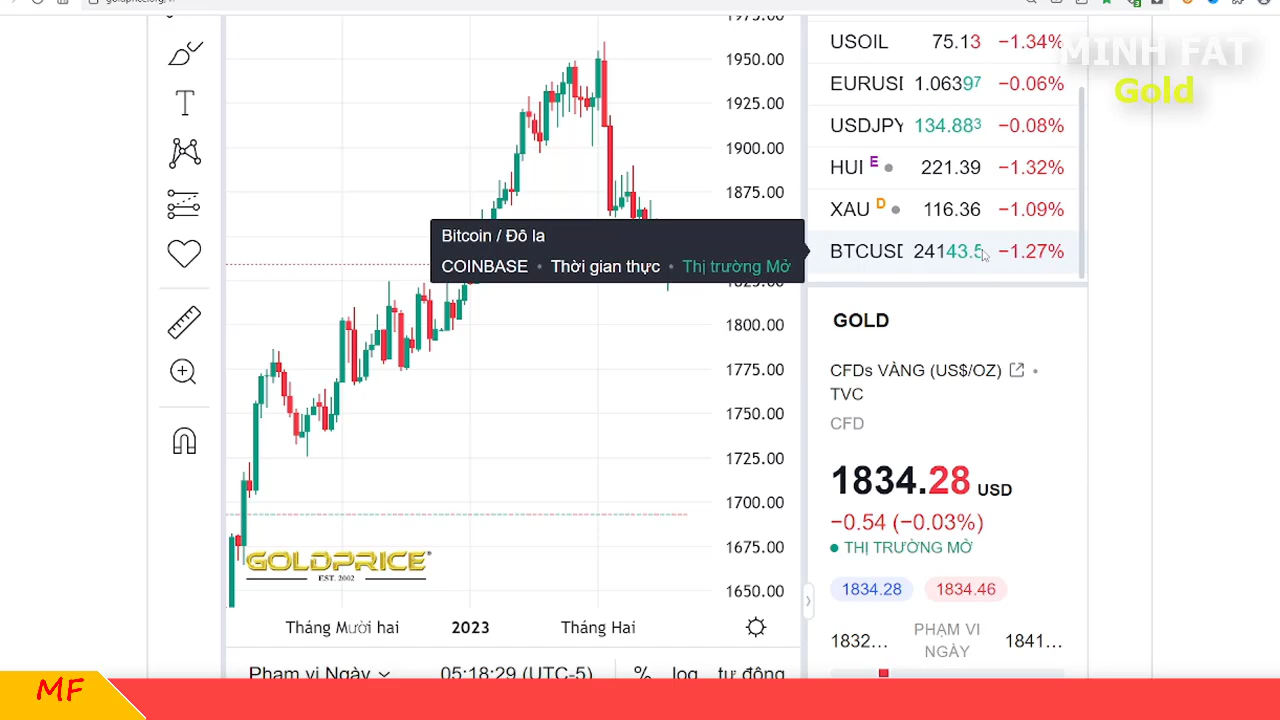 1950.00
1925.00
1900.00
1875.00
1825.00
1800.00
1775.00
1750.00
1725.00
1700.00
1675.00
1650.00
Bitcoin / Đô la
COINBASE • Thời gian thực • Thị trường Mở
GOLDPRICE
EST. 2002
Tháng Mười hai 2023 Tháng Hai
Phạm vi Ngày 05:18:29 (UTC-5) % log tự động
USOIL 75.13 −1.34%
EURUSD 1.06397 −0.06%
USDJPY 134.883 −0.08%
HUI E 221.39 −1.32%
XAU D 116.36 −1.09%
BTCUSD 24143.5 −1.27%
MINH FAT
Gold
GOLD
CFDs VÀNG (US$/OZ) •
TVC
CFD
1834.28 USD
−0.54 (−0.03%)
THỊ TRƯỜNG MỞ
1834.28 1834.46
1832... PHẠM VI NGÀY 1841...
MF